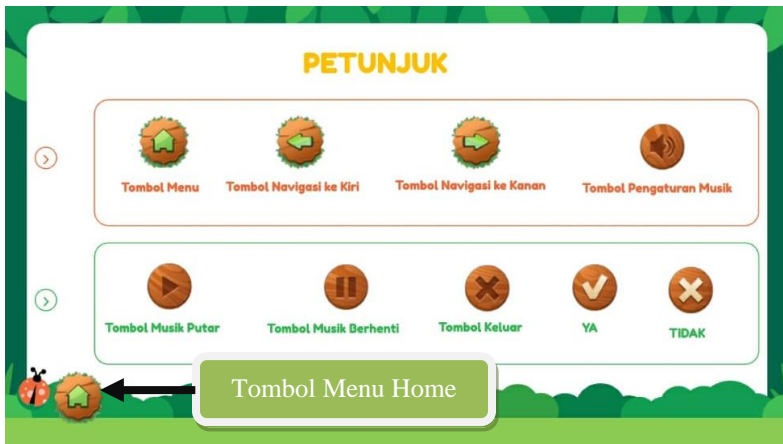 PETUNJUK
Tombol Menu
Tombol Navigasi ke Kiri
Tombol Navigasi ke Kanan
Tombol Pengaturan Musik
Tombol Musik Putar
Tombol Musik Berhenti
Tombol Keluar
YA
TIDAK
Tombol Menu Home